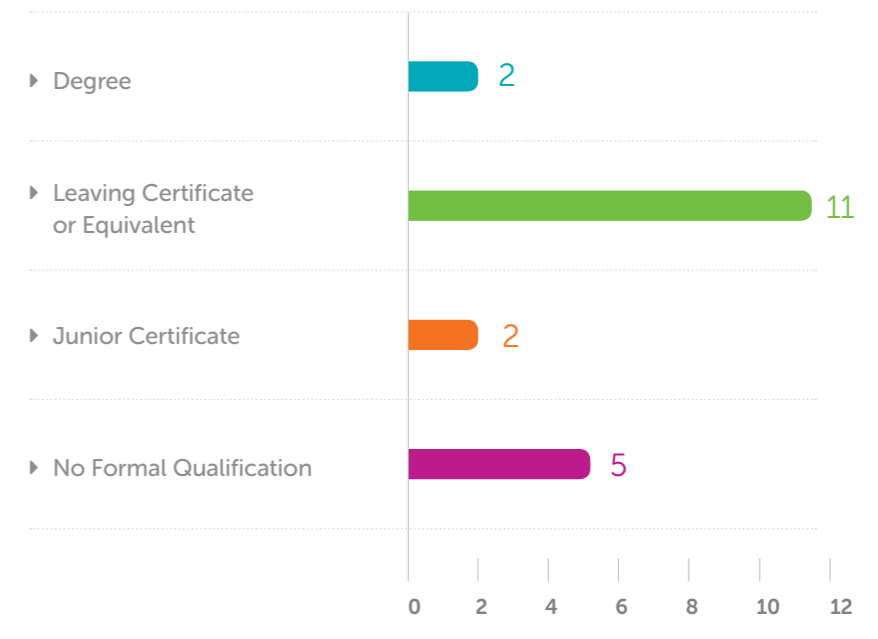 Degree
2
Leaving Certificate
or Equivalent
11
Junior Certificate
2
No Formal Qualification
5
0 2 4 6 8 10 12